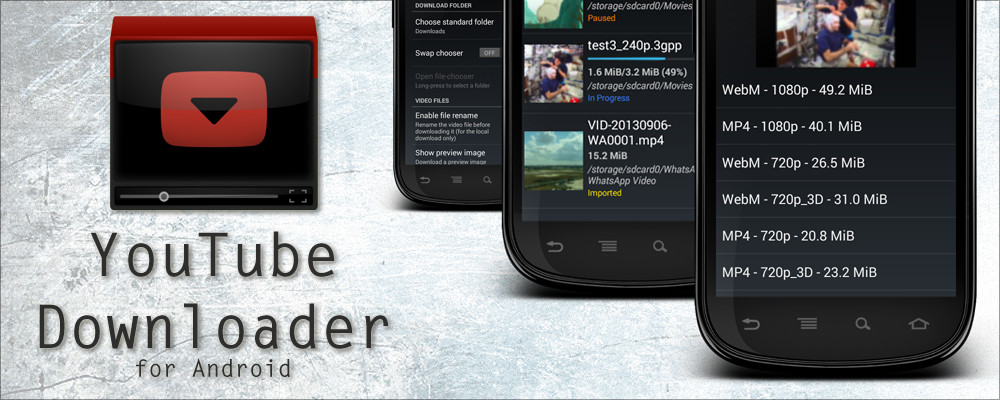 YouTube
Downloader
for Android
DOWNLOAD FOLDER
Choose standard folder
Downloads
Swap chooser
OFF
Open file-chooser
Long-press to select a folder
VIDEO FILES
Enable file rename
Rename the video file before
downloading it (for the local
download only)
Show preview image
Download a preview image
/storage/sdcard0/Movies
Paused
test3_240p.3gpp
1.6 MiB/3.2 MiB (49%)
/storage/sdcard0/Movies
In Progress
VID-20130906-
WA0001.mp4
15.2 MiB
/storage/sdcard0/WhatsA
WhatsApp Video
Imported
WebM - 1080p - 49.2 MiB
MP4 - 1080p - 40.1 MiB
WebM - 720p - 26.5 MiB
WebM - 720p_3D - 31.0 MiB
MP4 - 720p - 20.8 MiB
MP4 - 720p_3D - 23.2 MiB